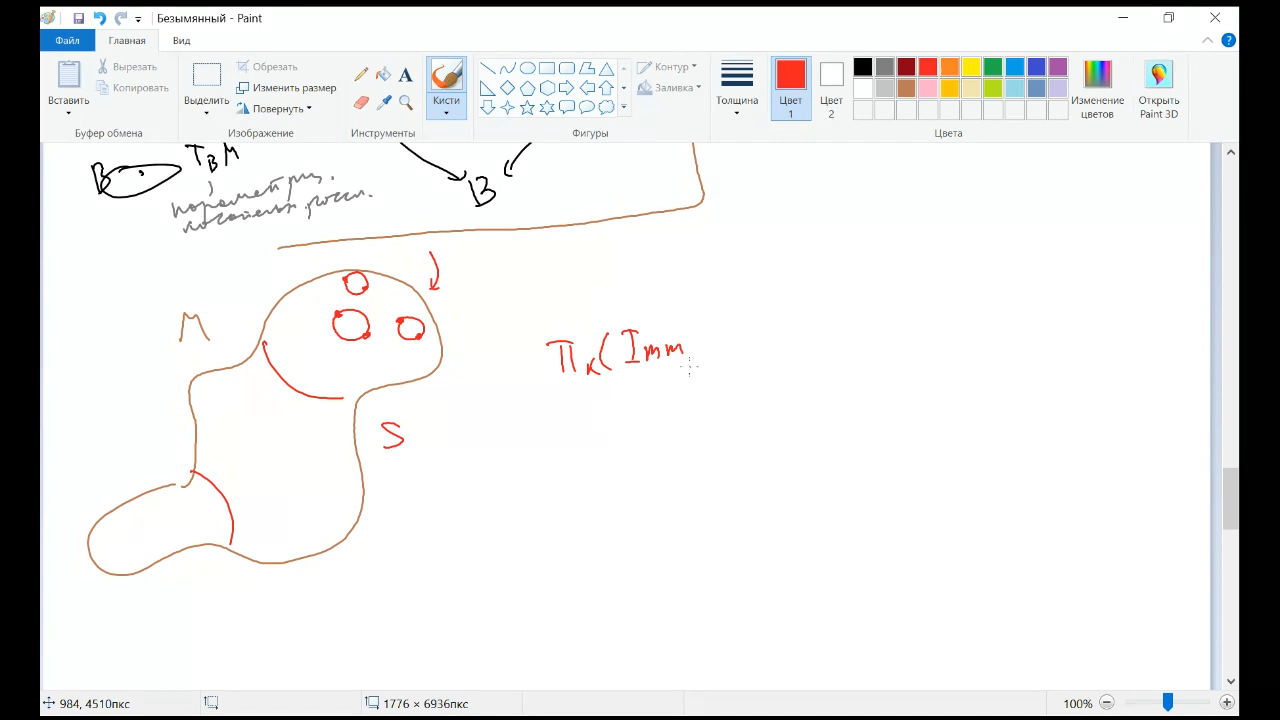 Безымянный - Paint
Файл Главная Вид
Вставить
Вырезать
Копировать
Буфер обмена
Выделить
Обрезать
Изменить размер
Повернуть
Изображение
Инструменты
Кисти
Контур
Заливка
Фигуры
Толщина
Цвет 1
Цвет 2
Изменение цветов
Открыть Paint 3D
Цвета
B T_B M
B
параметриз.
M
π_k( Imm
S
984, 4510пкс
1776 × 6936пкс
100%